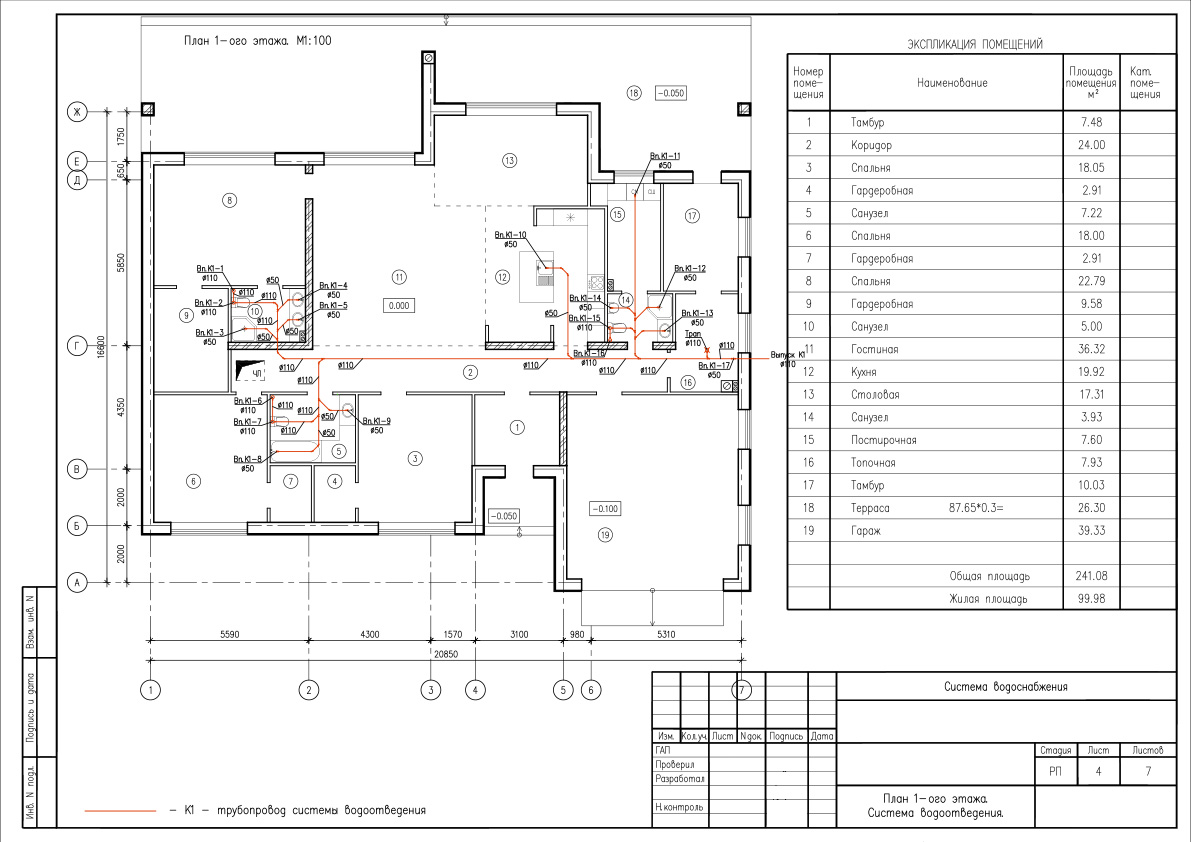 План 1-ого этажа. М1:100
ЭКСПЛИКАЦИЯ ПОМЕЩЕНИЙ
Номер поме- щения Наименование Площадь помещения м² Кат. поме- щения
1 Тамбур 7.48
2 Коридор 24.00
3 Спальня 18.05
4 Гардеробная 2.91
5 Санузел 7.22
6 Спальня 18.00
7 Гардеробная 2.91
8 Спальня 22.79
9 Гардеробная 9.58
10 Санузел 5.00
11 Гостиная 36.32
12 Кухня 19.92
13 Столовая 17.31
14 Санузел 3.93
15 Постирочная 7.60
16 Топочная 7.93
17 Тамбур 10.03
18 Терраса 87.65*0.3= 26.30
19 Гараж 39.33
Общая площадь 241.08
Жилая площадь 99.98
18 -0.050
Ж
Е
Д
Г
В
Б
А
1750
650
5850
4350
2000
2000
16600
13
Вп.К1-11
ø50
СМ СШ
8
15
17
Вп.К1-10
ø50
Вп.К1-1
ø110
ø110
Вп.К1-2
ø110
Вп.К1-3
ø50
ø50
Вп.К1-4
ø50
Вп.К1-5
ø50
ø110
ø50
ø50
9
10
11
0.000
12
ø50
Вп.К1-12
ø50
Вп.К1-14
ø50
14
Вп.К1-15
ø110
Вп.К1-13
ø50
Трап
ø110
Вп.К1-16
ø110
Выпуск К1
ø110
Вп.К1-17
ø50
ø110
ø110
ø110
ø110
ø110
ø110
ø110
ЧЛ
2
16
Вп.К1-6
ø110
ø110
Вп.К1-7
ø110
ø110
ø110
ø50
Вп.К1-9
ø50
ø50
Вп.К1-8
ø50
5
1
3
6
7
4
-0.050
-0.100
19
5590
4300
1570
3100
980
5310
20850
1
2
3
4
5
6
7
Взам. инв. N
Подпись и дата
Инв. N подл.
- К1 - трубопровод системы водоотведения
Система водоснабжения
Изм. Кол.уч. Лист Nдок. Подпись Дата
ГАП
Проверил
Разработал
Н.контроль
Стадия Лист Листов
РП 4 7
План 1-ого этажа.
Система водоотведения.